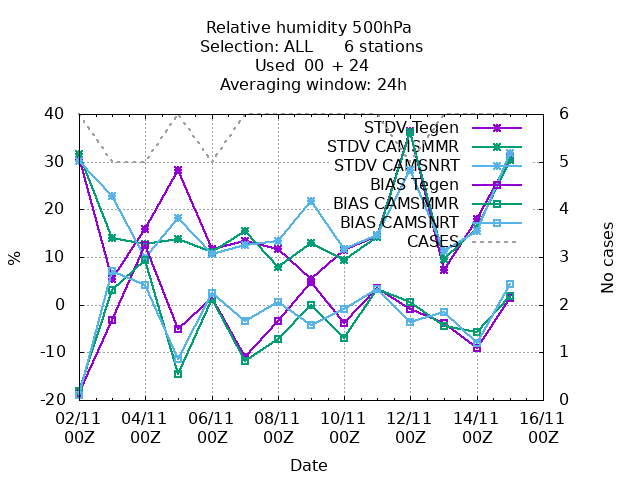 Relative humidity 500hPa
Selection: ALL      6 stations
Used  00 + 24
Averaging window: 24h
40
30
20
10
0
-10
-20
%
6
5
4
3
2
1
0
No cases
STDV Tegen
STDV CAMSMMR
STDV CAMSNRT
BIAS Tegen
BIAS CAMSMMR
BIAS CAMSNRT
CASES
02/11 04/11 06/11 08/11 10/11 12/11 14/11 16/11
00Z 00Z 00Z 00Z 00Z 00Z 00Z 00Z
Date